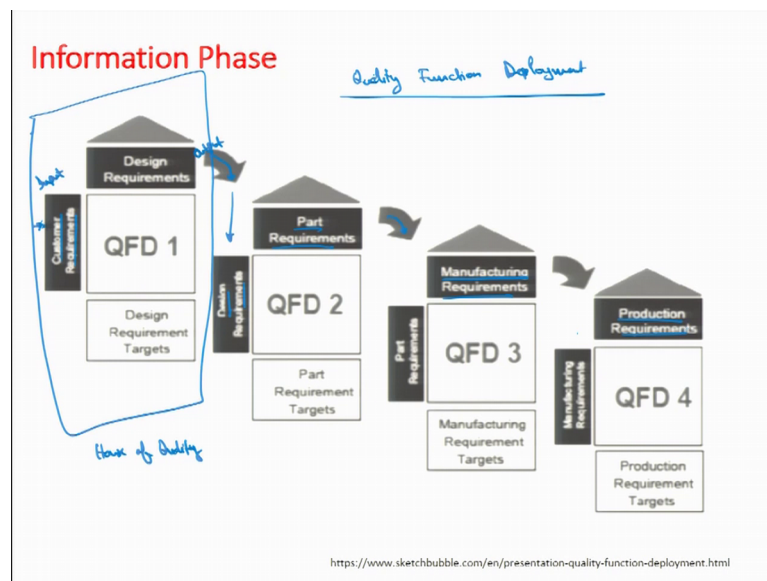 Information Phase
Quality Function Deployment
Input
Output
Design
Requirements
Customer
Requirements
QFD 1
Design
Requirement
Targets
House of Quality
Part
Requirements
Design
Requirements
QFD 2
Part
Requirement
Targets
Manufacturing
Requirements
Part
Requirements
QFD 3
Manufacturing
Requirement
Targets
Production
Requirements
Manufacturing
Requirements
QFD 4
Production
Requirement
Targets
https://www.sketchbubble.com/en/presentation-quality-function-deployment.html